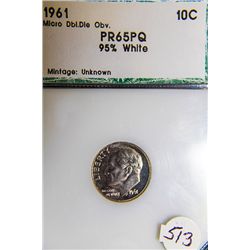 1961 10C
Micro Dbl.Die Obv.
PR65PQ
95% White
Mintage: Unknown
LIBERTY
513